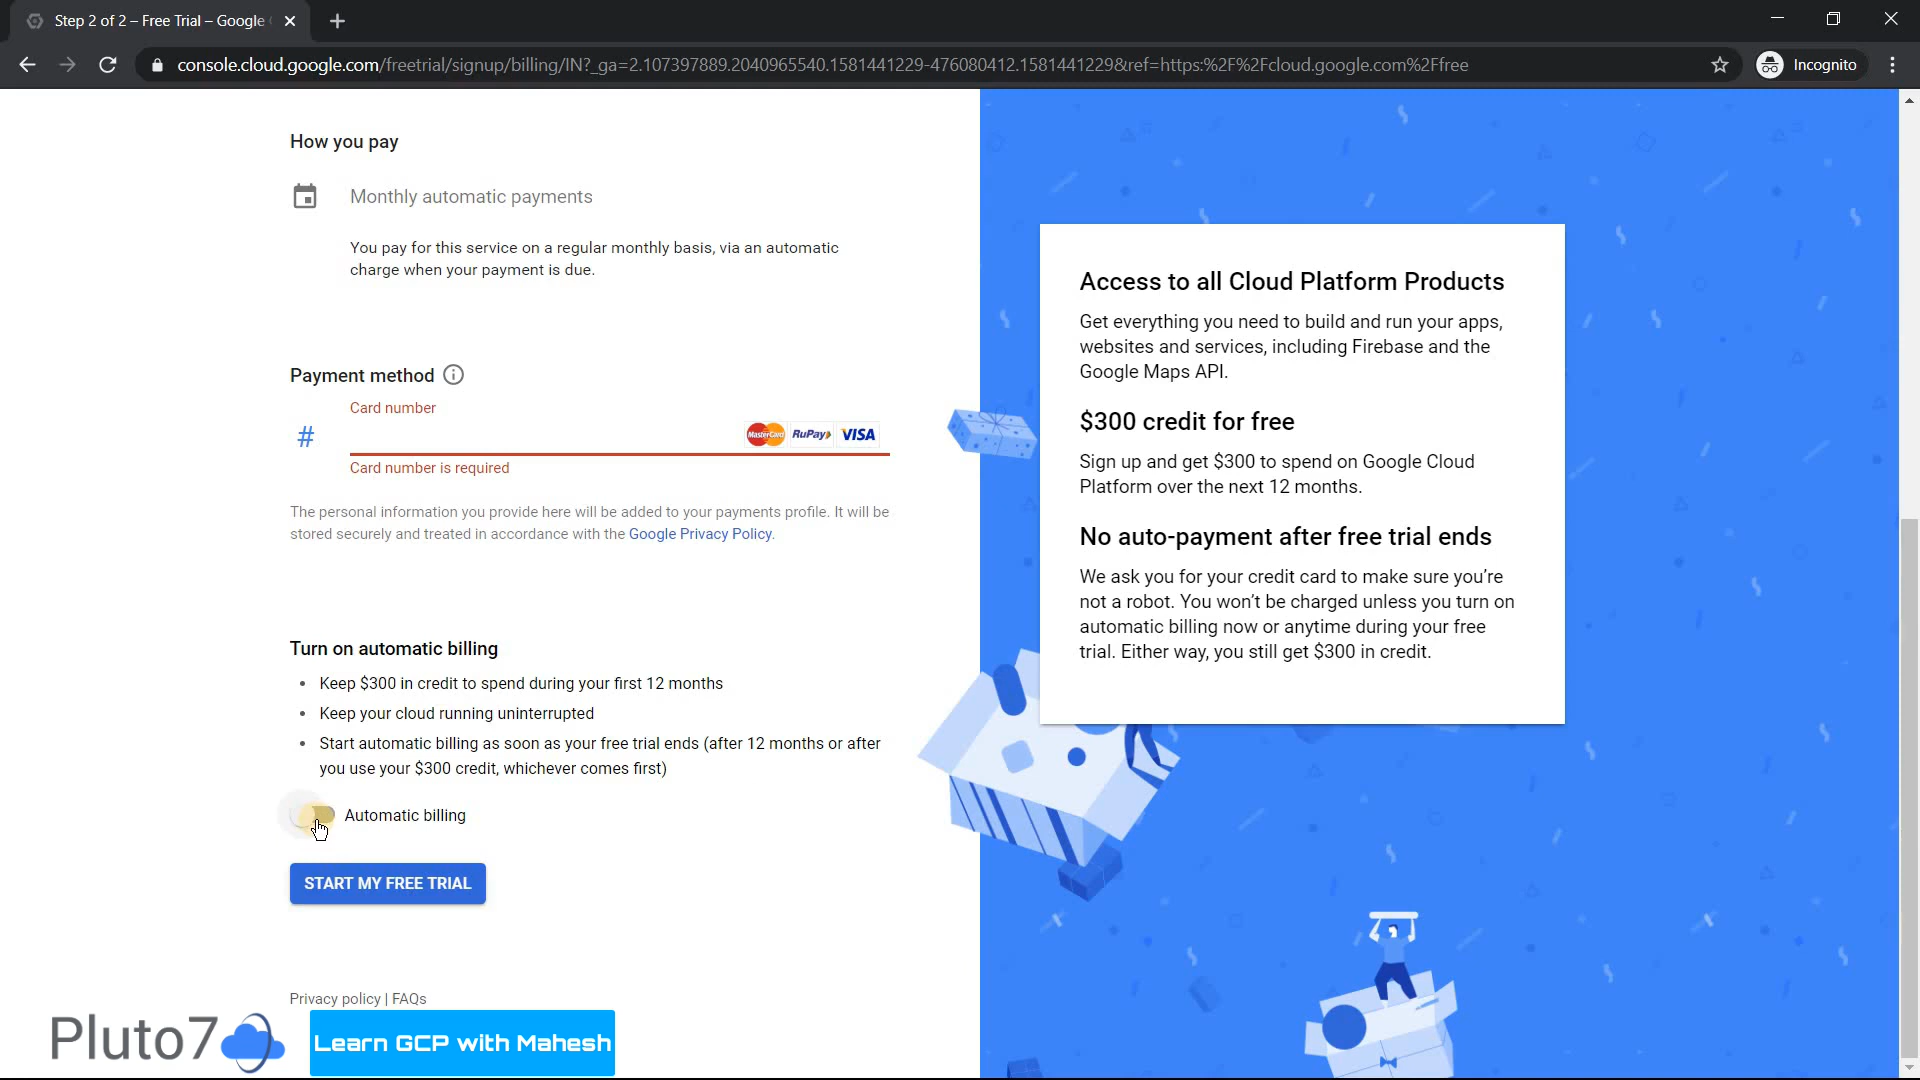 Step 2 of 2 – Free Trial – Google
console.cloud.google.com/freetrial/signup/billing/IN?_ga=2.107397889.2040965540.1581441229-476080412.1581441229&ref=https:%2F%2Fcloud.google.com%2Ffree
Incognito
How you pay
Monthly automatic payments
You pay for this service on a regular monthly basis, via an automatic
charge when your payment is due.
Payment method
Card number
#
MasterCard RuPay VISA
Card number is required
The personal information you provide here will be added to your payments profile. It will be
stored securely and treated in accordance with the Google Privacy Policy.
Turn on automatic billing
• Keep $300 in credit to spend during your first 12 months
• Keep your cloud running uninterrupted
• Start automatic billing as soon as your free trial ends (after 12 months or after
you use your $300 credit, whichever comes first)
Automatic billing
START MY FREE TRIAL
Privacy policy | FAQs
Pluto7
Learn GCP with Mahesh
Access to all Cloud Platform Products
Get everything you need to build and run your apps,
websites and services, including Firebase and the
Google Maps API.
$300 credit for free
Sign up and get $300 to spend on Google Cloud
Platform over the next 12 months.
No auto-payment after free trial ends
We ask you for your credit card to make sure you're
not a robot. You won't be charged unless you turn on
automatic billing now or anytime during your free
trial. Either way, you still get $300 in credit.